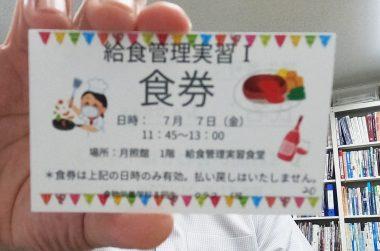 給食管理実習Ⅰ
食券
日時： 7月 7日（金）
11：45～13：00
場所：月照館 1階 給食管理実習食堂
＊食券は上記の日時のみ有効。払い戻しはいたしません。
20